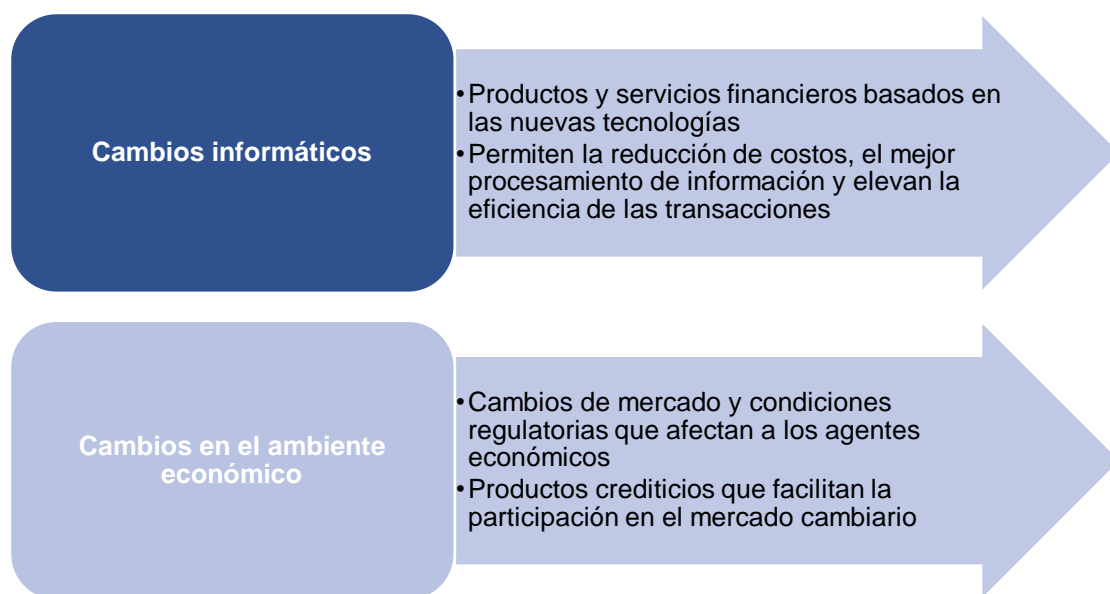 Cambios informáticos
•Productos y servicios financieros basados en
las nuevas tecnologías
•Permiten la reducción de costos, el mejor
procesamiento de información y elevan la
eficiencia de las transacciones
Cambios en el ambiente
económico
•Cambios de mercado y condiciones
regulatorias que afectan a los agentes
económicos
•Productos crediticios que facilitan la
participación en el mercado cambiario